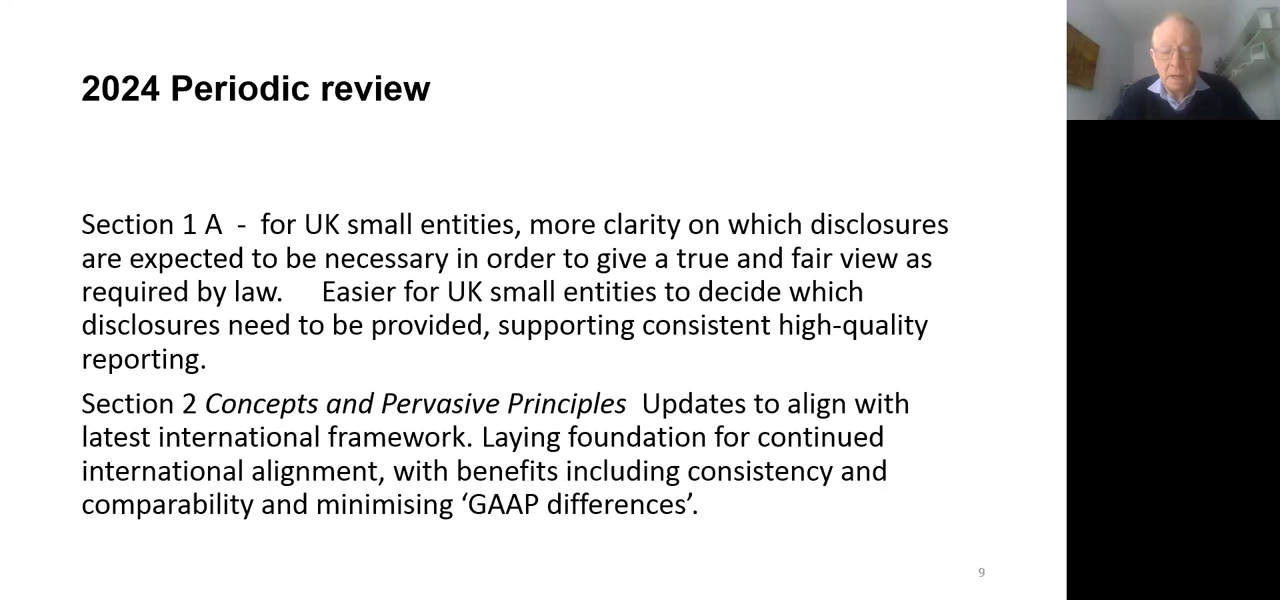 2024 Periodic review
Section 1 A  -  for UK small entities, more clarity on which disclosures
are expected to be necessary in order to give a true and fair view as
required by law.     Easier for UK small entities to decide which
disclosures need to be provided, supporting consistent high-quality
reporting.
Section 2 Concepts and Pervasive Principles  Updates to align with
latest international framework. Laying foundation for continued
international alignment, with benefits including consistency and
comparability and minimising ‘GAAP differences’.
9